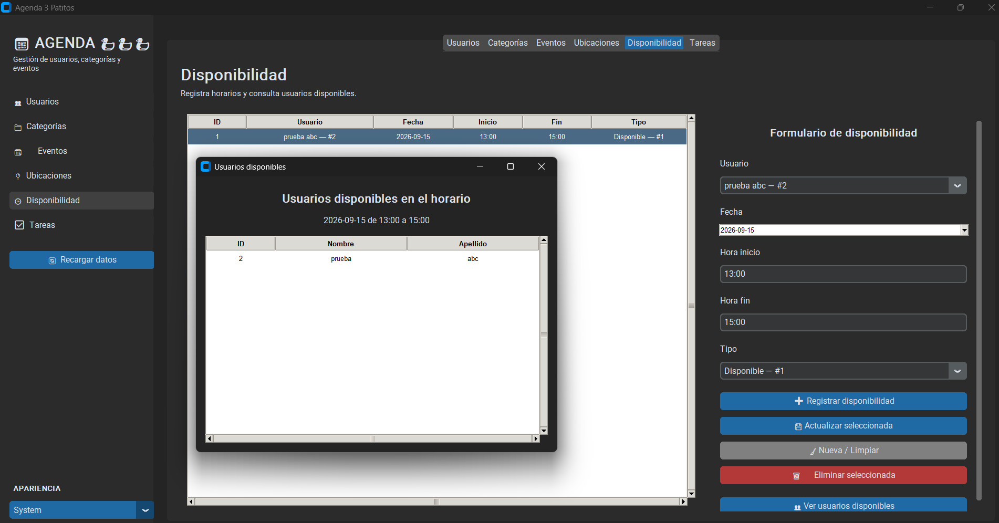 Agenda 3 Patitos
AGENDA
Gestión de usuarios, categorías y
eventos
Usuarios
Categorías
Eventos
Ubicaciones
Disponibilidad
Tareas
Recargar datos
APARIENCIA
System
Usuarios Categorías Eventos Ubicaciones Disponibilidad Tareas
Disponibilidad
Registra horarios y consulta usuarios disponibles.
ID Usuario Fecha Inicio Fin Tipo
1 prueba abc — #2 2026-09-15 13:00 15:00 Disponible — #1
Usuarios disponibles
Usuarios disponibles en el horario
2026-09-15 de 13:00 a 15:00
ID Nombre Apellido
2 prueba abc
Formulario de disponibilidad
Usuario
prueba abc — #2
Fecha
2026-09-15
Hora inicio
13:00
Hora fin
15:00
Tipo
Disponible — #1
Registrar disponibilidad
Actualizar seleccionada
Nueva / Limpiar
Eliminar seleccionada
Ver usuarios disponibles